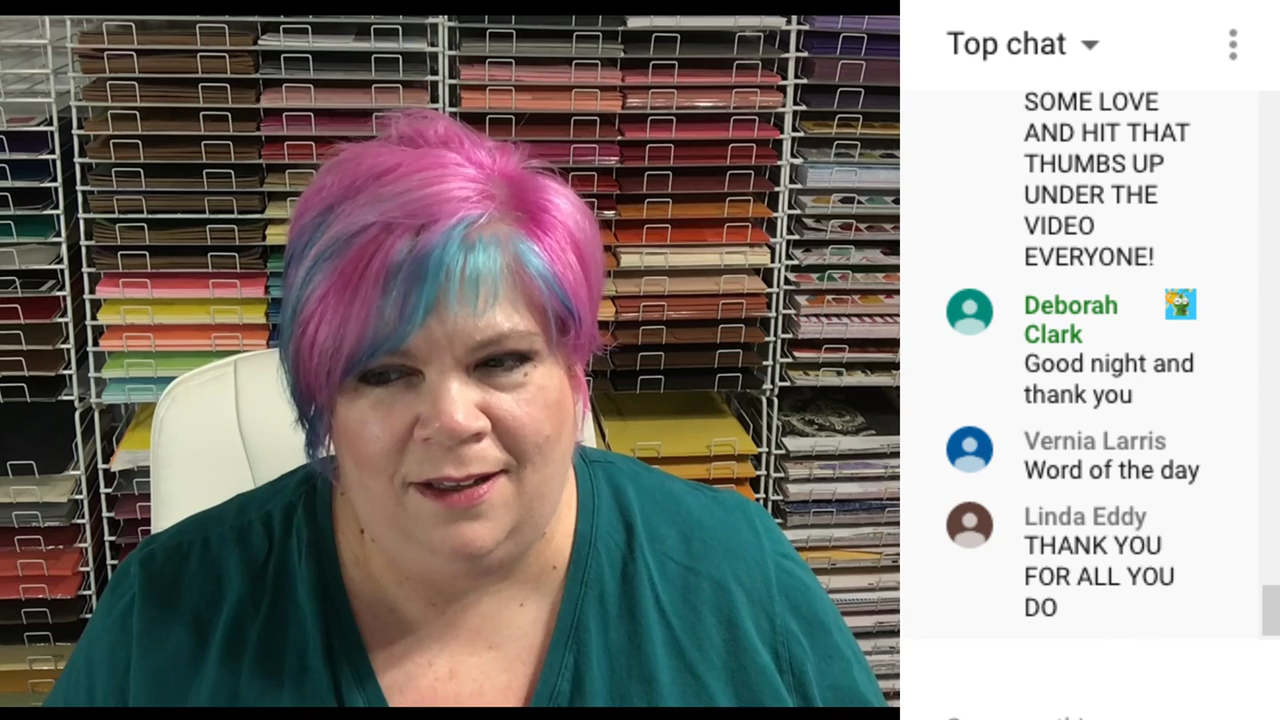 Top chat
SOME LOVE
AND HIT THAT
THUMBS UP
UNDER THE
VIDEO
EVERYONE!
Deborah
Clark
Good night and
thank you
Vernia Larris
Word of the day
Linda Eddy
THANK YOU
FOR ALL YOU
DO